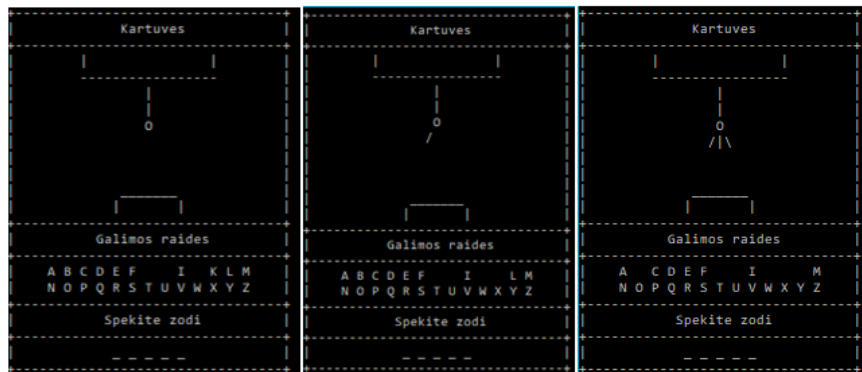 Kartuves
Galimos raides
A B C D E F I K L M
N O P Q R S T U V W X Y Z
Spekite zodi
_ _ _ _ _
Kartuves
Galimos raides
A B C D E F I L M
N O P Q R S T U V W X Y Z
Spekite zodi
_ _ _ _ _
Kartuves
Galimos raides
A C D E F I M
N O P Q R S T U V W X Y Z
Spekite zodi
_ _ _ _ _